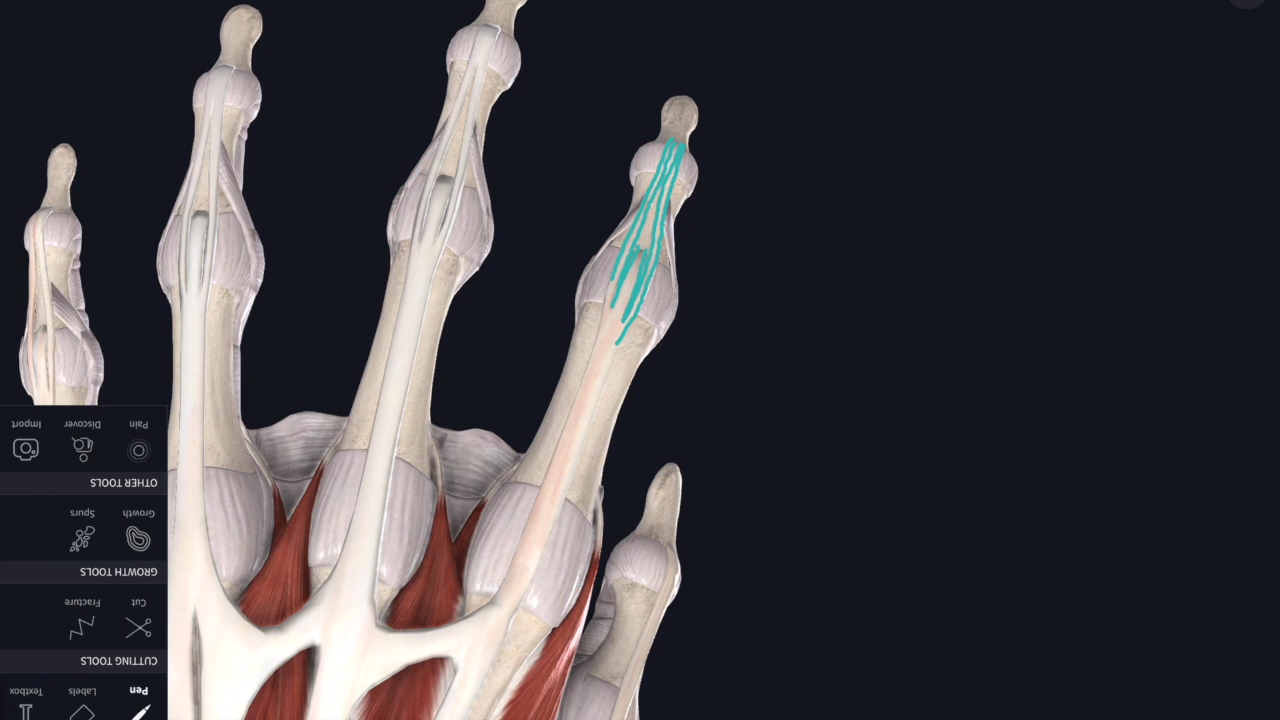 Pen Labels Textbox
CUTTING TOOLS
Cut Fracture
GROWTH TOOLS
Growth Spurs
OTHER TOOLS
Pain Discover Import